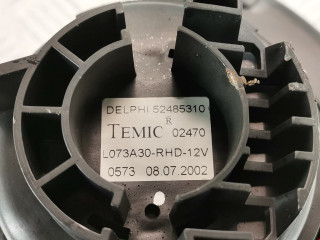 DELPHI 52485310
TEMIC ® 02470
L073A30-RHD-12V
0573 08.07.2002